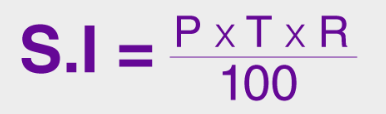 S.I = P x T x R
100